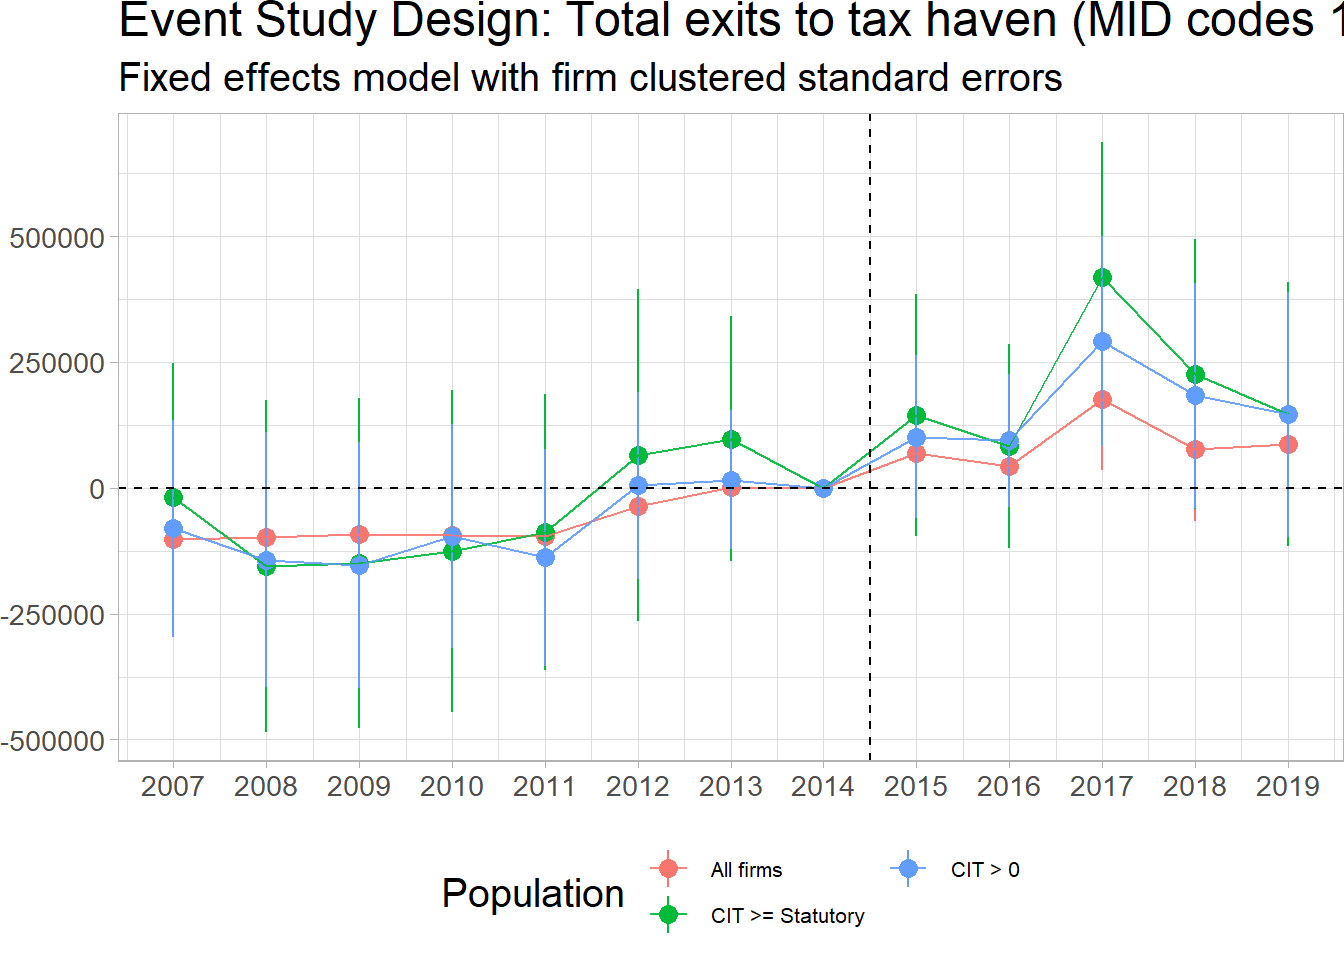 Event Study Design: Total exits to tax haven (MID codes 1
Fixed effects model with firm clustered standard errors
500000
250000
0
-250000
-500000
2007 2008 2009 2010 2011 2012 2013 2014 2015 2016 2017 2018 2019
Population
All firms
CIT > 0
CIT >= Statutory